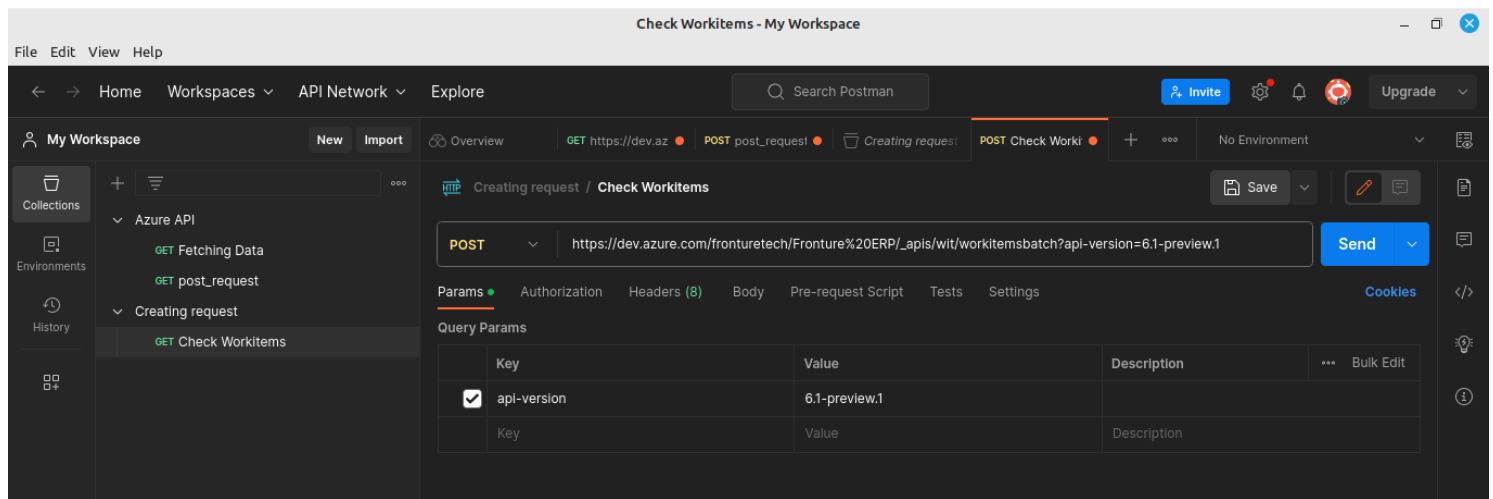 Check Workitems - My Workspace
File Edit View Help
Home Workspaces API Network Explore Search Postman Invite Upgrade
My Workspace New Import Overview GET https://dev.az POST post_request Creating request POST Check Worki No Environment
Collections
Environments
History
Azure API
GET Fetching Data
GET post_request
Creating request
GET Check Workitems
HTTP Creating request / Check Workitems Save
POST https://dev.azure.com/fronturetech/Fronture%20ERP/_apis/wit/workitemsbatch?api-version=6.1-preview.1 Send
Params Authorization Headers (8) Body Pre-request Script Tests Settings Cookies
Query Params
Key Value Description Bulk Edit
api-version 6.1-preview.1
Key Value Description